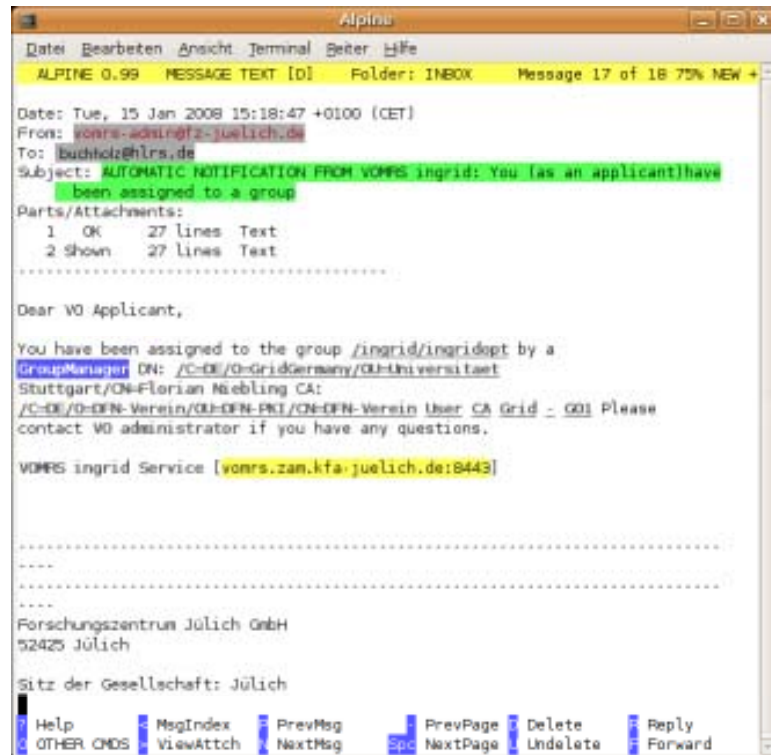 Alpine
Datei Bearbeiten Ansicht Terminal Reiter Hilfe
ALPINE 0.99 MESSAGE TEXT [D] Folder: INBOX Message 17 of 18 75% NEW +
Date: Tue, 15 Jan 2008 15:18:47 +0100 (CET)
From: vomrs-admin@fz-juelich.de
To: buchholz@hlrs.de
Subject: AUTOMATIC NOTIFICATION FROM VOMRS ingrid: You (as an applicant)have
been assigned to a group
Parts/Attachments:
1 OK 27 lines Text
2 Shown 27 lines Text
----------------------------------------
Dear VO Applicant,
You have been assigned to the group /ingrid/ingridopt by a
GroupManager DN: /C=DE/O=GridGermany/OU=Universitaet
Stuttgart/CN=Florian Niebling CA:
/C=DE/O=DFN-Verein/OU=DFN-PKI/CN=DFN-Verein User CA Grid - G01 Please
contact VO administrator if you have any questions.
VOMRS ingrid Service [vomrs.zam.kfa-juelich.de:8443]
---------------------------------------------------------------------------
----
---------------------------------------------------------------------------
----
Forschungszentrum Jülich GmbH
52425 Jülich
Sitz der Gesellschaft: Jülich
? Help < MsgIndex P PrevMsg - PrevPage D Delete R Reply
O OTHER CMDS > ViewAttch N NextMsg Spc NextPage U Undelete F Forward